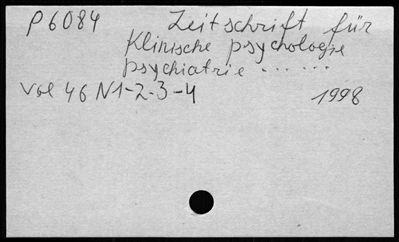 P6084 Zeitschrift für
Klinische psychologie
psychiatrie ......
Vol 46 N1-2-3-4 1998